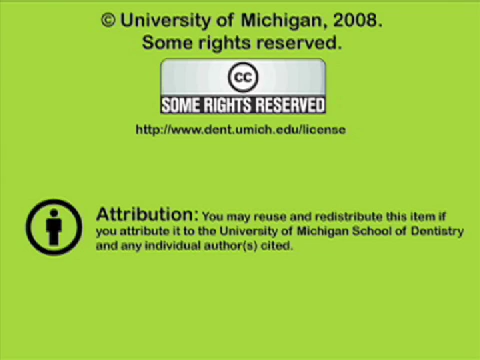 © University of Michigan, 2008.
Some rights reserved.
cc
SOME RIGHTS RESERVED
http://www.dent.umich.edu/license
Attribution: You may reuse and redistribute this item if
you attribute it to the University of Michigan School of Dentistry
and any individual author(s) cited.